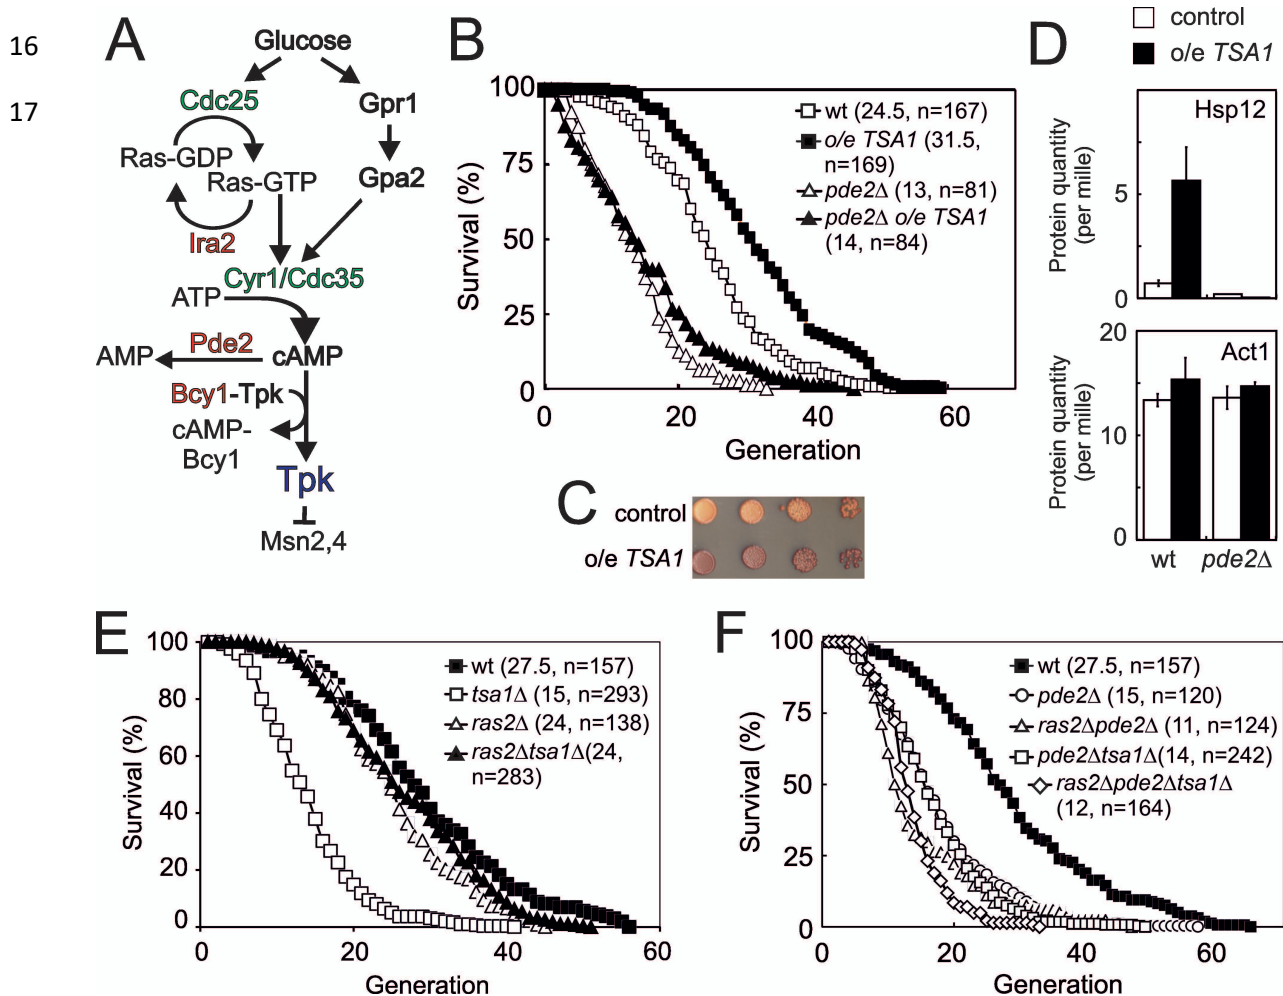 16
17
A
Glucose
Cdc25
Gpr1
Ras-GDP
Ras-GTP
Gpa2
Ira2
Cyr1/Cdc35
ATP
Pde2
AMP
cAMP
Bcy1-Tpk
cAMP-
Bcy1
Tpk
Msn2,4
B
Survival (%)
100
75
50
25
0
0
20
40
60
Generation
wt (24.5, n=167)
o/e TSA1 (31.5,
n=169)
pde2Δ (13, n=81)
pde2Δ o/e TSA1
(14, n=84)
C
control
o/e TSA1
D
control
o/e TSA1
Hsp12
Protein quantity
(per mille)
5
0
Act1
Protein quantity
(per mille)
20
10
0
wt
pde2Δ
E
Survival (%)
100
80
60
40
20
0
0
20
40
60
Generation
wt (27.5, n=157)
tsa1Δ (15, n=293)
ras2Δ (24, n=138)
ras2Δtsa1Δ(24,
n=283)
F
Survival (%)
100
75
50
25
0
0
20
40
60
Generation
wt (27.5, n=157)
pde2Δ (15, n=120)
ras2Δpde2Δ (11, n=124)
pde2Δtsa1Δ(14, n=242)
ras2Δpde2Δtsa1Δ
(12, n=164)